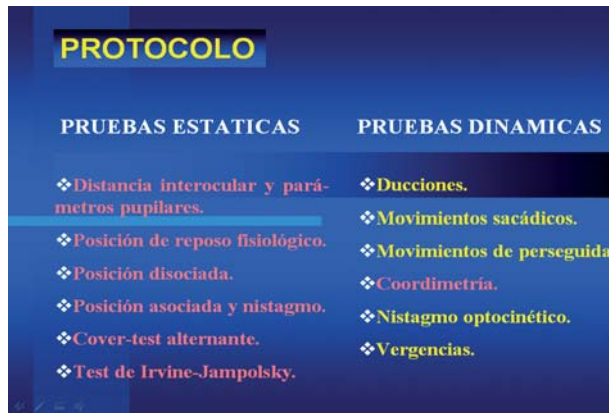 PROTOCOLO
PRUEBAS ESTATICAS
❖Distancia interocular y pará-
metros pupilares.
❖Posición de reposo fisiológico.
❖Posición disociada.
❖Posición asociada y nistagmo.
❖Cover-test alternante.
❖Test de Irvine-Jampolsky.
PRUEBAS DINAMICAS
❖Ducciones.
❖Movimientos sacádicos.
❖Movimientos de perseguida
❖Coordimetría.
❖Nistagmo optocinético.
❖Vergencias.